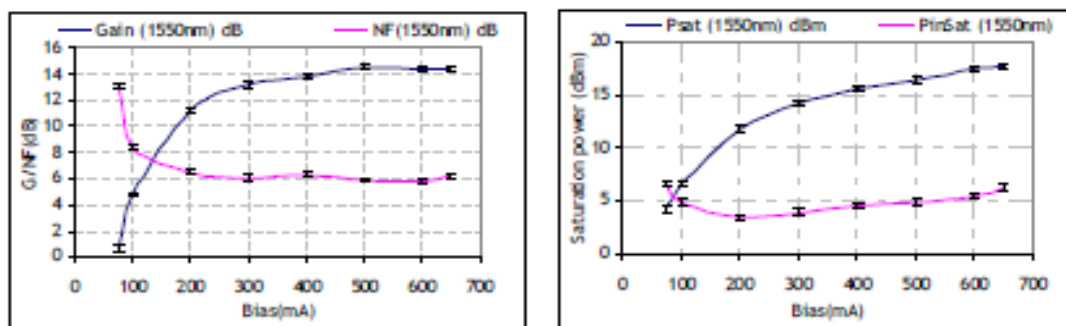 Gain (1550nm) dB NF(1550nm) dB
16
14
12
10
8
6
4
2
0
G/NF(dB)
0 100 200 300 400 500 600 700
Bias(mA)
Psat (1550nm) dBm PinSat (1550nm)
20
15
10
5
0
Saturation power (dBm)
0 100 200 300 400 500 600 700
Bias(mA)